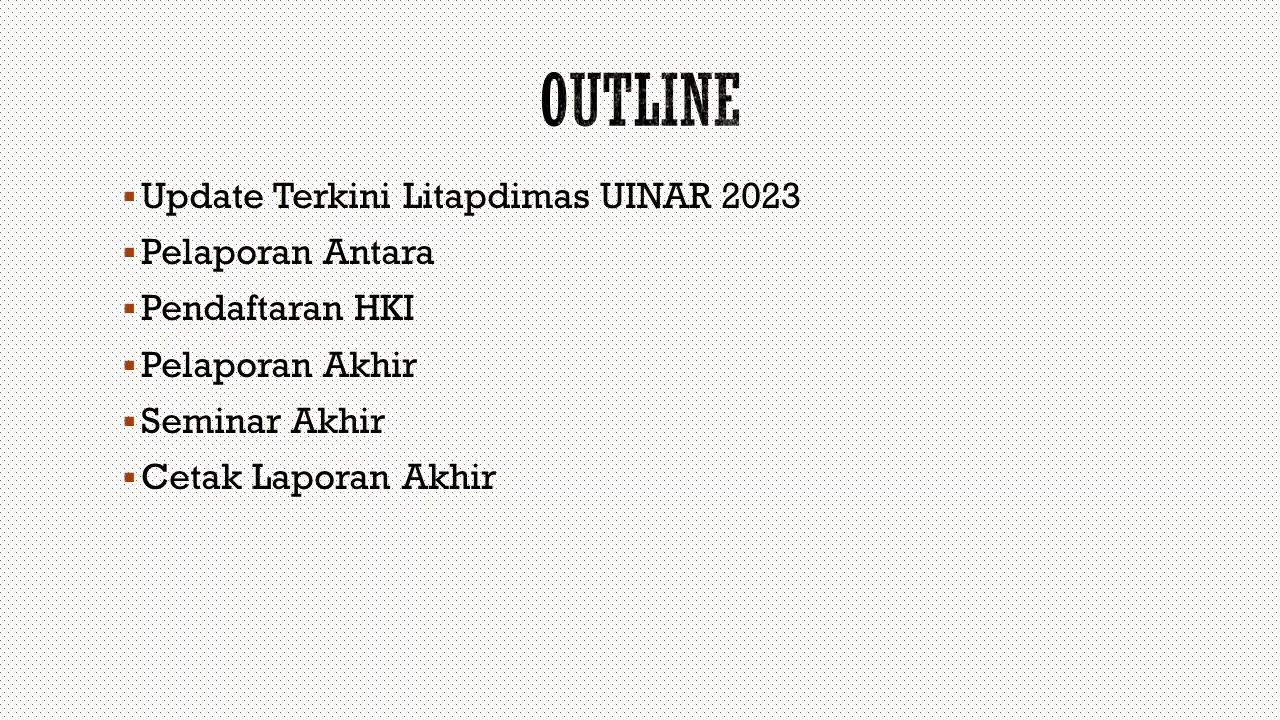 OUTLINE
Update Terkini Litapdimas UINAR 2023
Pelaporan Antara
Pendaftaran HKI
Pelaporan Akhir
Seminar Akhir
Cetak Laporan Akhir